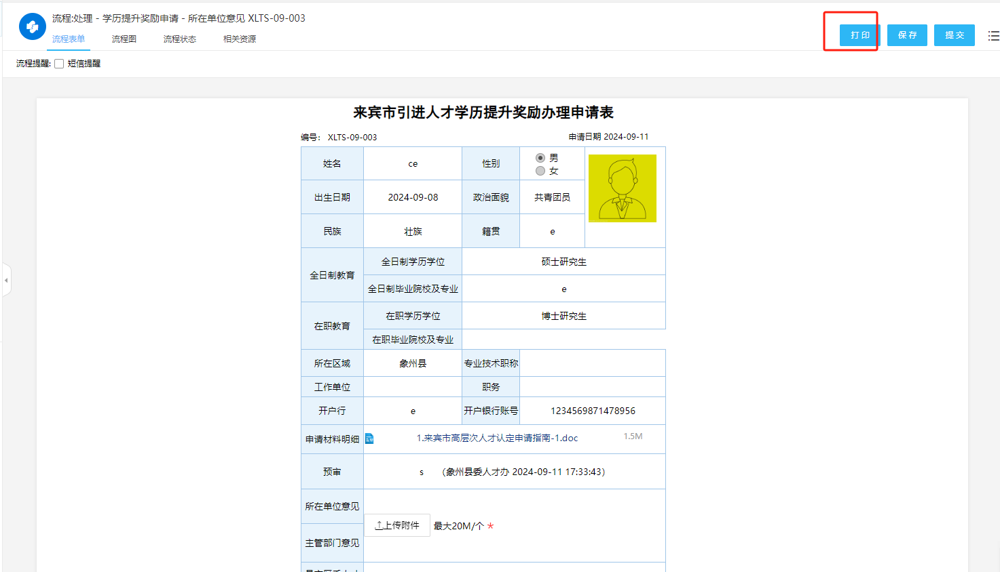 流程:处理 - 学历提升奖励申请 - 所在单位意见 XLTS-09-003
流程表单 流程图 流程状态 相关资源
打印 保存 提交
流程提醒: 短信提醒
来宾市引进人才学历提升奖励办理申请表
编号: XLTS-09-003 申请日期 2024-09-11
姓名 ce 性别 男
女
出生日期 2024-09-08 政治面貌 共青团员
民族 壮族 籍贯 e
全日制教育 全日制学历学位 硕士研究生
全日制毕业院校及专业 e
在职教育 在职学历学位 博士研究生
在职毕业院校及专业
所在区域 象州县 专业技术职称
工作单位 职务
开户行 e 开户银行账号 1234569871478956
申请材料明细 1.来宾市高层次人才认定申请指南-1.doc 1.5M
预审 s （象州县委人才办 2024-09-11 17:33:43）
所在单位意见
上传附件 最大20M/个 *
主管部门意见